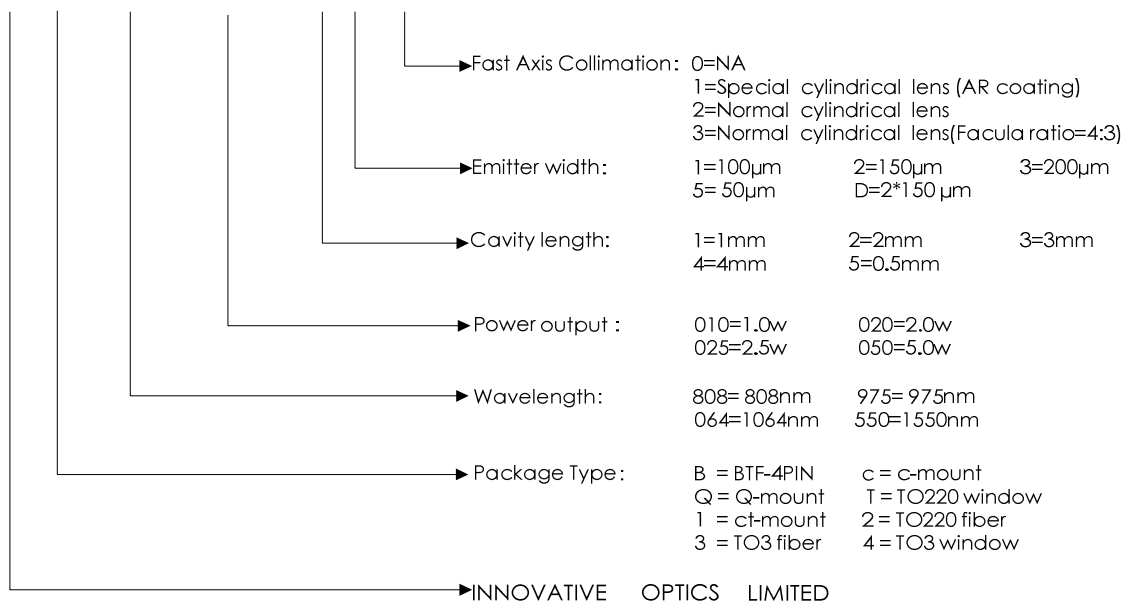 Fast Axis Collimation: 0=NA
1=Special cylindrical lens (AR coating)
2=Normal cylindrical lens
3=Normal cylindrical lens(Facula ratio=4:3)
Emitter width: 1=100µm 2=150µm 3=200µm
5= 50µm D=2*150 µm
Cavity length: 1=1mm 2=2mm 3=3mm
4=4mm 5=0.5mm
Power output : 010=1.0w 020=2.0w
025=2.5w 050=5.0w
Wavelength: 808= 808nm 975= 975nm
064=1064nm 550=1550nm
Package Type: B = BTF-4PIN c = c-mount
Q = Q-mount T = TO220 window
1 = ct-mount 2 = TO220 fiber
3 = TO3 fiber 4 = TO3 window
INNOVATIVE OPTICS LIMITED